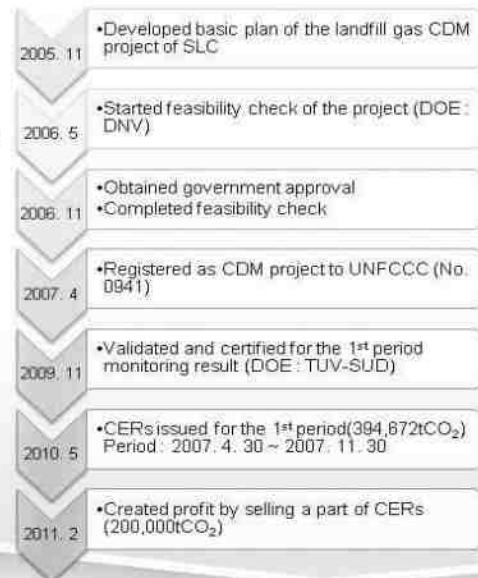 2005. 11
•Developed basic plan of the landfill gas CDM
project of SLC
2006. 5
•Started feasibility check of the project (DOE :
DNV)
2006. 11
•Obtained government approval
•Completed feasibility check
2007. 4
•Registered as CDM project to UNFCCC (No.
0941)
2009. 11
•Validated and certified for the 1st period
monitoring result (DOE : TUV-SUD)
2010. 5
•CERs issued for the 1st period(394,672tCO₂)
Period : 2007. 4. 30 ~ 2007. 11. 30
2011. 2
•Created profit by selling a part of CERs
(200,000tCO₂)